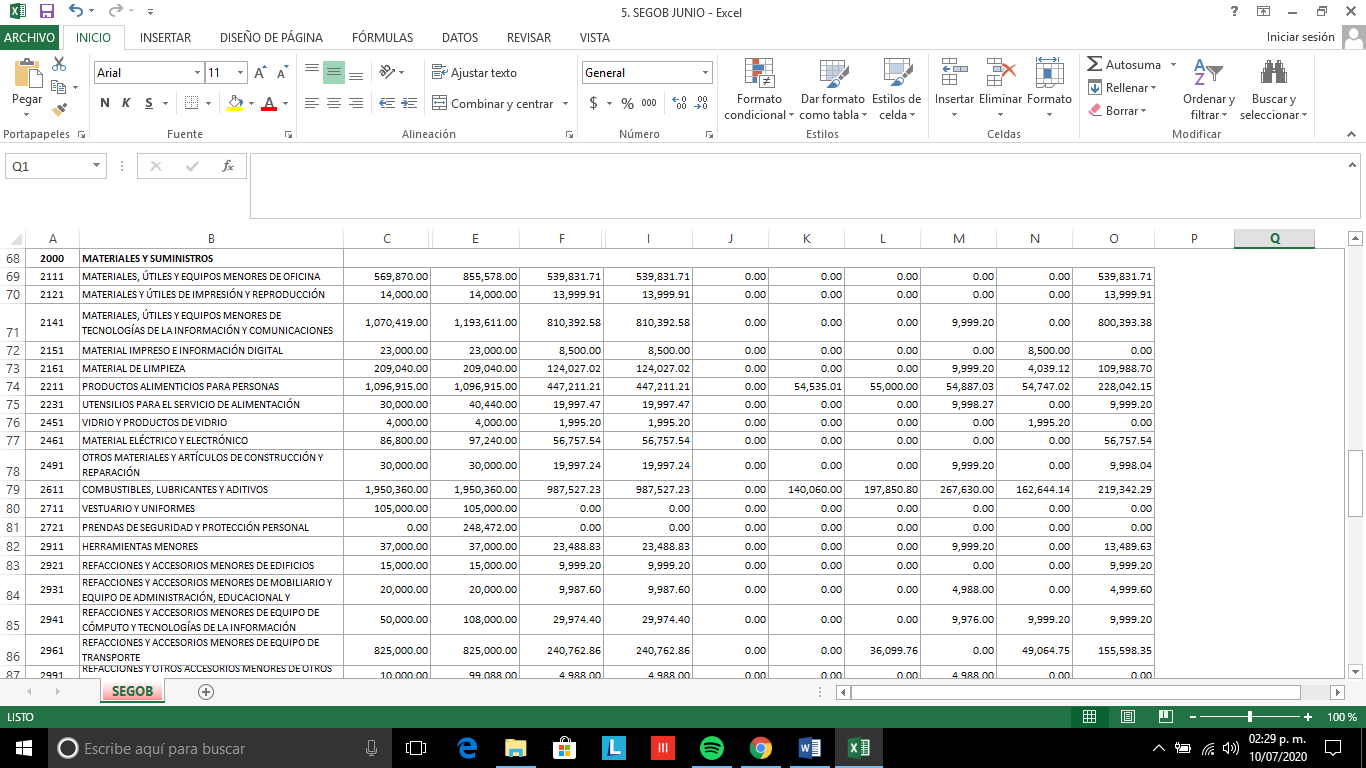 5. SEGOB JUNIO - Excel
ARCHIVO INICIO INSERTAR DISEÑO DE PÁGINA FÓRMULAS DATOS REVISAR VISTA Iniciar sesión
Pegar
Arial 11
N K S
Ajustar texto
Combinar y centrar
General
$ % 000
Formato condicional
Dar formato como tabla
Estilos de celda
Insertar Eliminar Formato
Autosuma
Rellenar
Borrar
Ordenar y filtrar
Buscar y seleccionar
Portapapeles Fuente Alineación Número Estilos Celdas Modificar
Q1 fx
A B C E F I J K L M N O P Q
68 2000 MATERIALES Y SUMINISTROS
69 2111 MATERIALES, ÚTILES Y EQUIPOS MENORES DE OFICINA 569,870.00 855,578.00 539,831.71 539,831.71 0.00 0.00 0.00 0.00 0.00 539,831.71
70 2121 MATERIALES Y ÚTILES DE IMPRESIÓN Y REPRODUCCIÓN 14,000.00 14,000.00 13,999.91 13,999.91 0.00 0.00 0.00 0.00 0.00 13,999.91
71 2141 MATERIALES, ÚTILES Y EQUIPOS MENORES DE
TECNOLOGÍAS DE LA INFORMACIÓN Y COMUNICACIONES 1,070,419.00 1,193,611.00 810,392.58 810,392.58 0.00 0.00 0.00 9,999.20 0.00 800,393.38
72 2151 MATERIAL IMPRESO E INFORMACIÓN DIGITAL 23,000.00 23,000.00 8,500.00 8,500.00 0.00 0.00 0.00 0.00 8,500.00 0.00
73 2161 MATERIAL DE LIMPIEZA 209,040.00 209,040.00 124,027.02 124,027.02 0.00 0.00 0.00 9,999.20 4,039.12 109,988.70
74 2211 PRODUCTOS ALIMENTICIOS PARA PERSONAS 1,096,915.00 1,096,915.00 447,211.21 447,211.21 0.00 54,535.01 55,000.00 54,887.03 54,747.02 228,042.15
75 2231 UTENSILIOS PARA EL SERVICIO DE ALIMENTACIÓN 30,000.00 40,440.00 19,997.47 19,997.47 0.00 0.00 0.00 9,998.27 0.00 9,999.20
76 2451 VIDRIO Y PRODUCTOS DE VIDRIO 4,000.00 4,000.00 1,995.20 1,995.20 0.00 0.00 0.00 0.00 1,995.20 0.00
77 2461 MATERIAL ELÉCTRICO Y ELECTRÓNICO 86,800.00 97,240.00 56,757.54 56,757.54 0.00 0.00 0.00 0.00 0.00 56,757.54
78 2491 OTROS MATERIALES Y ARTÍCULOS DE CONSTRUCCIÓN Y
REPARACIÓN 30,000.00 30,000.00 19,997.24 19,997.24 0.00 0.00 0.00 9,999.20 0.00 9,998.04
79 2611 COMBUSTIBLES, LUBRICANTES Y ADITIVOS 1,950,360.00 1,950,360.00 987,527.23 987,527.23 0.00 140,060.00 197,850.80 267,630.00 162,644.14 219,342.29
80 2711 VESTUARIO Y UNIFORMES 105,000.00 105,000.00 0.00 0.00 0.00 0.00 0.00 0.00 0.00 0.00
81 2721 PRENDAS DE SEGURIDAD Y PROTECCIÓN PERSONAL 0.00 248,472.00 0.00 0.00 0.00 0.00 0.00 0.00 0.00 0.00
82 2911 HERRAMIENTAS MENORES 37,000.00 37,000.00 23,488.83 23,488.83 0.00 0.00 0.00 9,999.20 0.00 13,489.63
83 2921 REFACCIONES Y ACCESORIOS MENORES DE EDIFICIOS 15,000.00 15,000.00 9,999.20 9,999.20 0.00 0.00 0.00 0.00 0.00 9,999.20
84 2931 REFACCIONES Y ACCESORIOS MENORES DE MOBILIARIO Y
EQUIPO DE ADMINISTRACIÓN, EDUCACIONAL Y 20,000.00 20,000.00 9,987.60 9,987.60 0.00 0.00 0.00 4,988.00 0.00 4,999.60
85 2941 REFACCIONES Y ACCESORIOS MENORES DE EQUIPO DE
CÓMPUTO Y TECNOLOGÍAS DE LA INFORMACIÓN 50,000.00 108,000.00 29,974.40 29,974.40 0.00 0.00 0.00 9,976.00 9,999.20 9,999.20
86 2961 REFACCIONES Y ACCESORIOS MENORES DE EQUIPO DE
TRANSPORTE 825,000.00 825,000.00 240,762.86 240,762.86 0.00 0.00 36,099.76 0.00 49,064.75 155,598.35
87 2991 REFACCIONES Y OTROS ACCESORIOS MENORES DE OTROS 10,000.00 99,088.00 4,988.00 4,988.00 0.00 0.00 0.00 4,988.00 0.00 0.00
SEGOB
LISTO 100 %
Escribe aquí para buscar
02:29 p. m.
10/07/2020